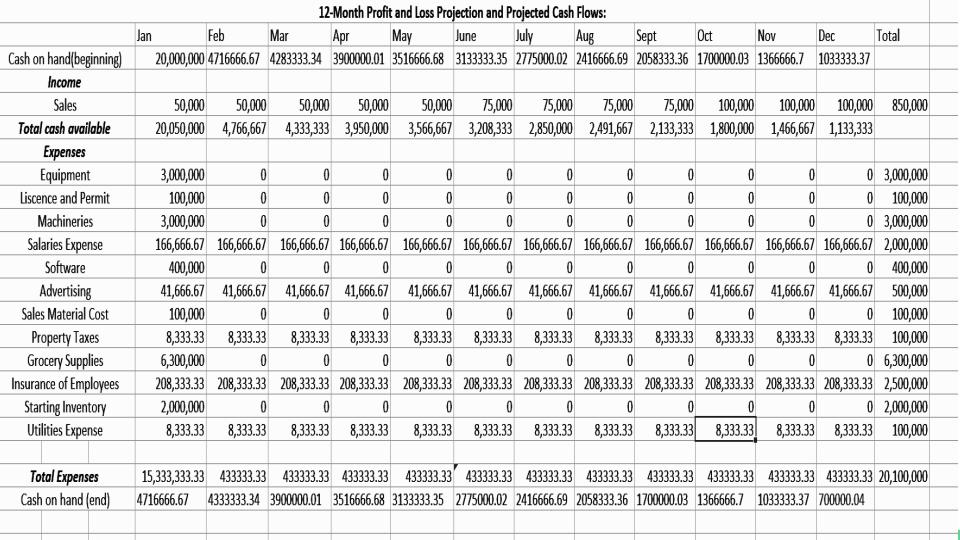 12-Month Profit and Loss Projection and Projected Cash Flows:
Jan Feb Mar Apr May June July Aug Sept Oct Nov Dec Total
Cash on hand(beginning) 20,000,000 4716666.67 4283333.34 3900000.01 3516666.68 3133333.35 2775000.02 2416666.69 2058333.36 1700000.03 1366666.7 1033333.37
Income
Sales 50,000 50,000 50,000 50,000 50,000 75,000 75,000 75,000 75,000 100,000 100,000 100,000 850,000
Total cash available 20,050,000 4,766,667 4,333,333 3,950,000 3,566,667 3,208,333 2,850,000 2,491,667 2,133,333 1,800,000 1,466,667 1,133,333
Expenses
Equipment 3,000,000 0 0 0 0 0 0 0 0 0 0 0 3,000,000
Liscence and Permit 100,000 0 0 0 0 0 0 0 0 0 0 0 100,000
Machineries 3,000,000 0 0 0 0 0 0 0 0 0 0 0 3,000,000
Salaries Expense 166,666.67 166,666.67 166,666.67 166,666.67 166,666.67 166,666.67 166,666.67 166,666.67 166,666.67 166,666.67 166,666.67 166,666.67 2,000,000
Software 400,000 0 0 0 0 0 0 0 0 0 0 0 400,000
Advertising 41,666.67 41,666.67 41,666.67 41,666.67 41,666.67 41,666.67 41,666.67 41,666.67 41,666.67 41,666.67 41,666.67 41,666.67 500,000
Sales Material Cost 100,000 0 0 0 0 0 0 0 0 0 0 0 100,000
Property Taxes 8,333.33 8,333.33 8,333.33 8,333.33 8,333.33 8,333.33 8,333.33 8,333.33 8,333.33 8,333.33 8,333.33 8,333.33 100,000
Grocery Supplies 6,300,000 0 0 0 0 0 0 0 0 0 0 0 6,300,000
Insurance of Employees 208,333.33 208,333.33 208,333.33 208,333.33 208,333.33 208,333.33 208,333.33 208,333.33 208,333.33 208,333.33 208,333.33 208,333.33 2,500,000
Starting Inventory 2,000,000 0 0 0 0 0 0 0 0 0 0 0 2,000,000
Utilities Expense 8,333.33 8,333.33 8,333.33 8,333.33 8,333.33 8,333.33 8,333.33 8,333.33 8,333.33 8,333.33 8,333.33 8,333.33 100,000
Total Expenses 15,333,333.33 433333.33 433333.33 433333.33 433333.33 433333.33 433333.33 433333.33 433333.33 433333.33 433333.33 433333.33 20,100,000
Cash on hand (end) 4716666.67 4333333.34 3900000.01 3516666.68 3133333.35 2775000.02 2416666.69 2058333.36 1700000.03 1366666.7 1033333.37 700000.04